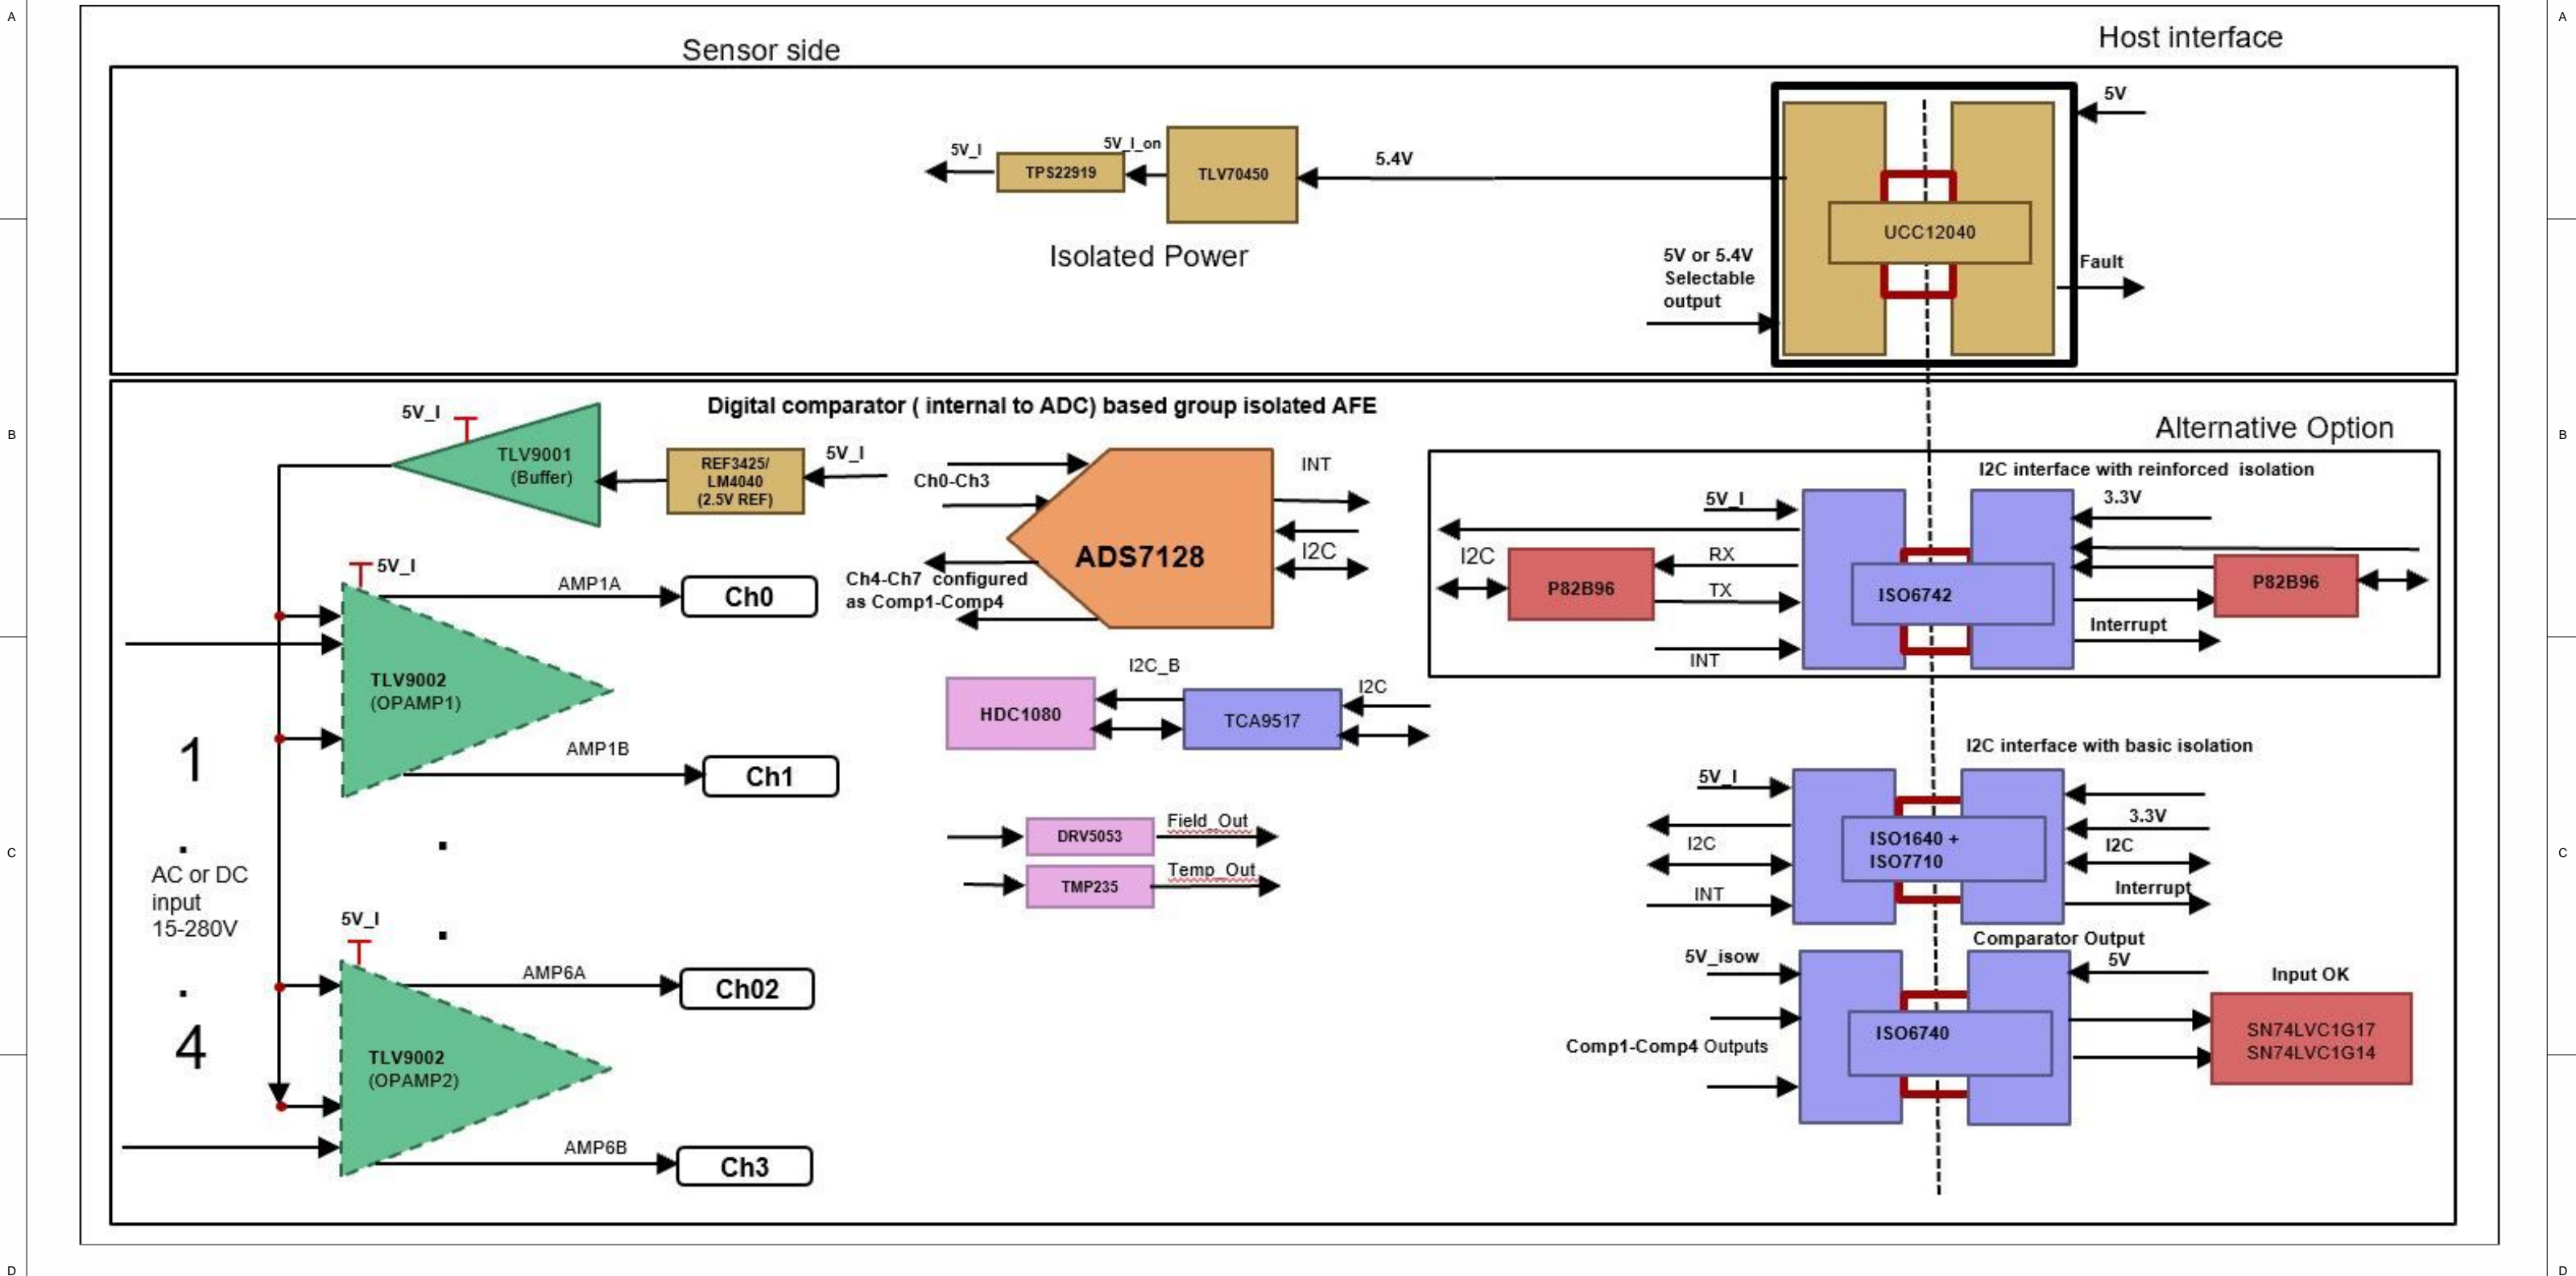 A
A
Sensor side
Host interface
5V
5V_I
TPS22919
5V_I_on
TLV70450
5.4V
UCC12040
Isolated Power
5V or 5.4V
Selectable
output
Fault
B
B
Digital comparator ( internal to ADC) based group isolated AFE
Alternative Option
5V_I
TLV9001
(Buffer)
REF3425/
LM4040
(2.5V REF)
5V_I
Ch0-Ch3
INT
I2C
ADS7128
Ch4-Ch7 configured
as Comp1-Comp4
I2C interface with reinforced isolation
5V_I
3.3V
I2C
P82B96
RX
TX
INT
ISO6742
P82B96
Interrupt
5V_I
AMP1A
Ch0
TLV9002
(OPAMP1)
AMP1B
Ch1
I2C_B
HDC1080
TCA9517
I2C
DRV5053
Field_Out
TMP235
Temp_Out
I2C interface with basic isolation
5V_I
I2C
INT
ISO1640 +
ISO7710
3.3V
I2C
Interrupt
1
.
AC or DC
input
15-280V
.
4
C
C
5V_I
AMP6A
Ch02
TLV9002
(OPAMP2)
AMP6B
Ch3
Comparator Output
5V_isow
5V
Comp1-Comp4 Outputs
ISO6740
Input OK
SN74LVC1G17
SN74LVC1G14
D
D